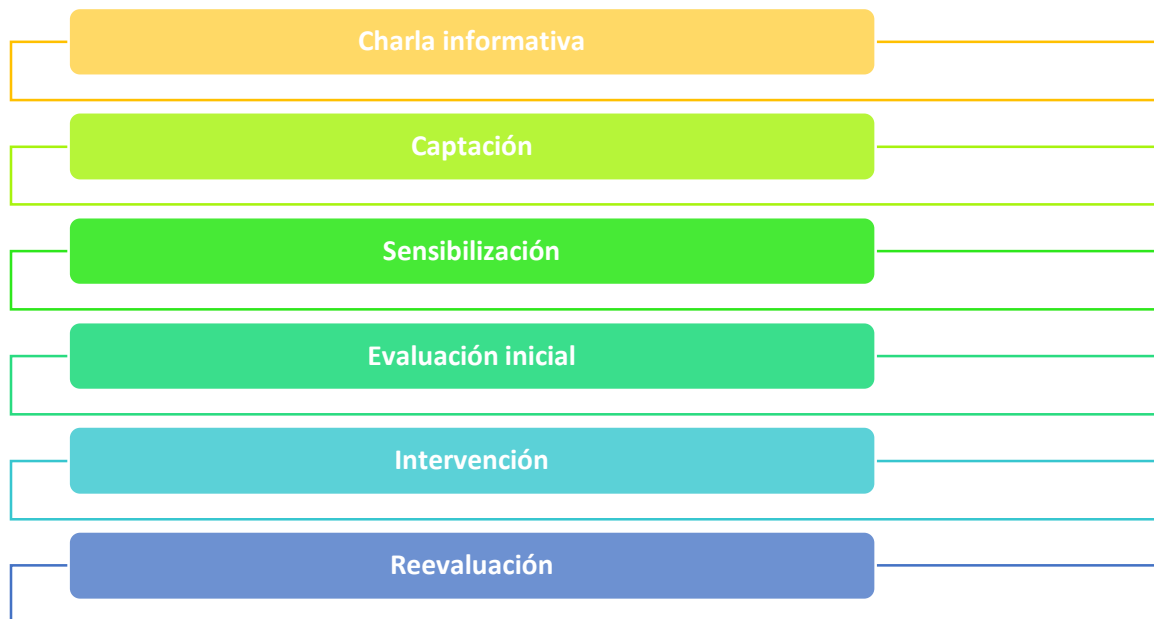 Charla informativa
Captación
Sensibilización
Evaluación inicial
Intervención
Reevaluación